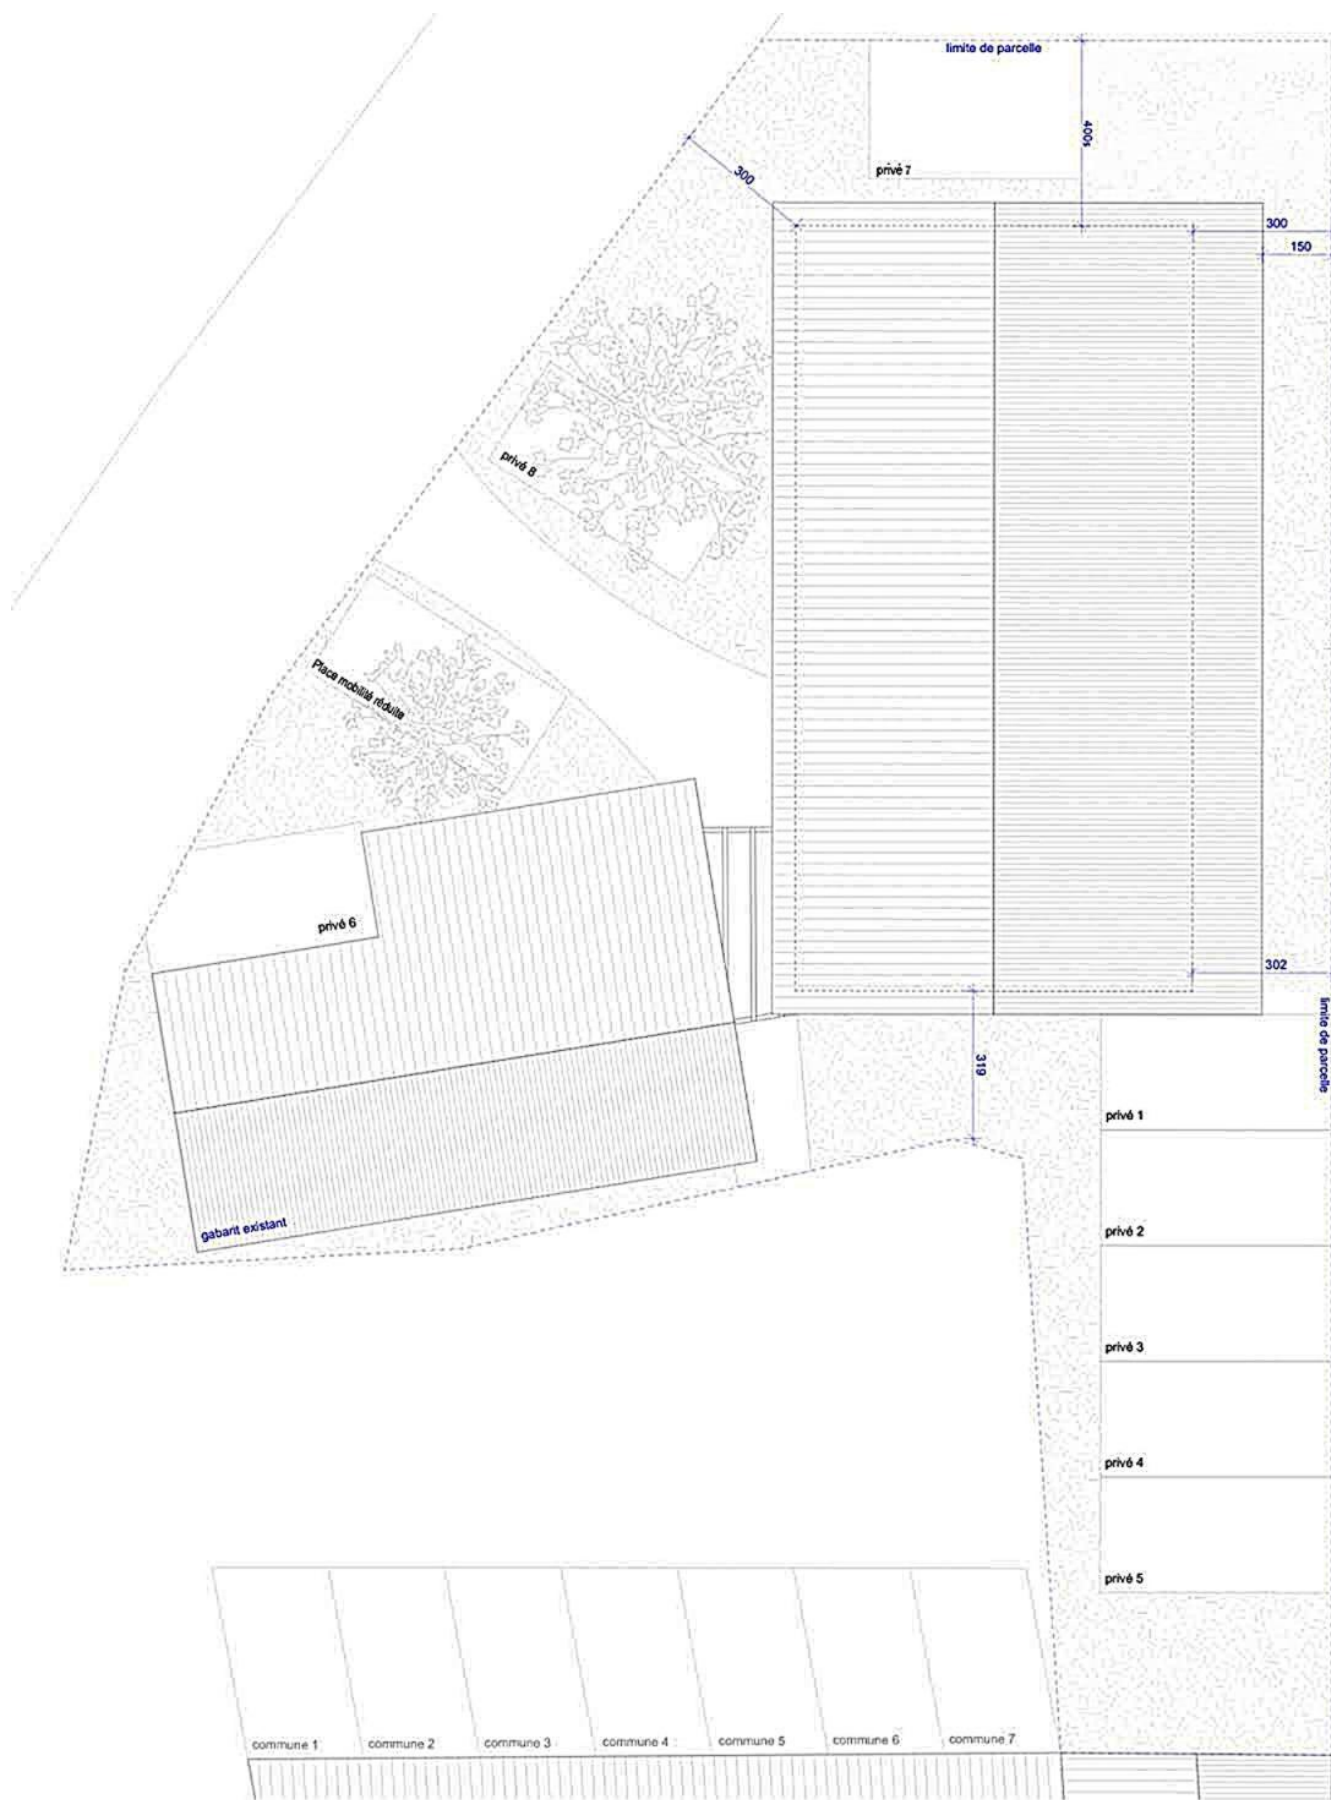 limite de parcelle
400
privé 7
300
300
150
privé 8
Place mobilité réduite
privé 6
302
limite de parcelle
319
privé 1
gabarit existant
privé 2
privé 3
privé 4
privé 5
commune 1
commune 2
commune 3
commune 4
commune 5
commune 6
commune 7